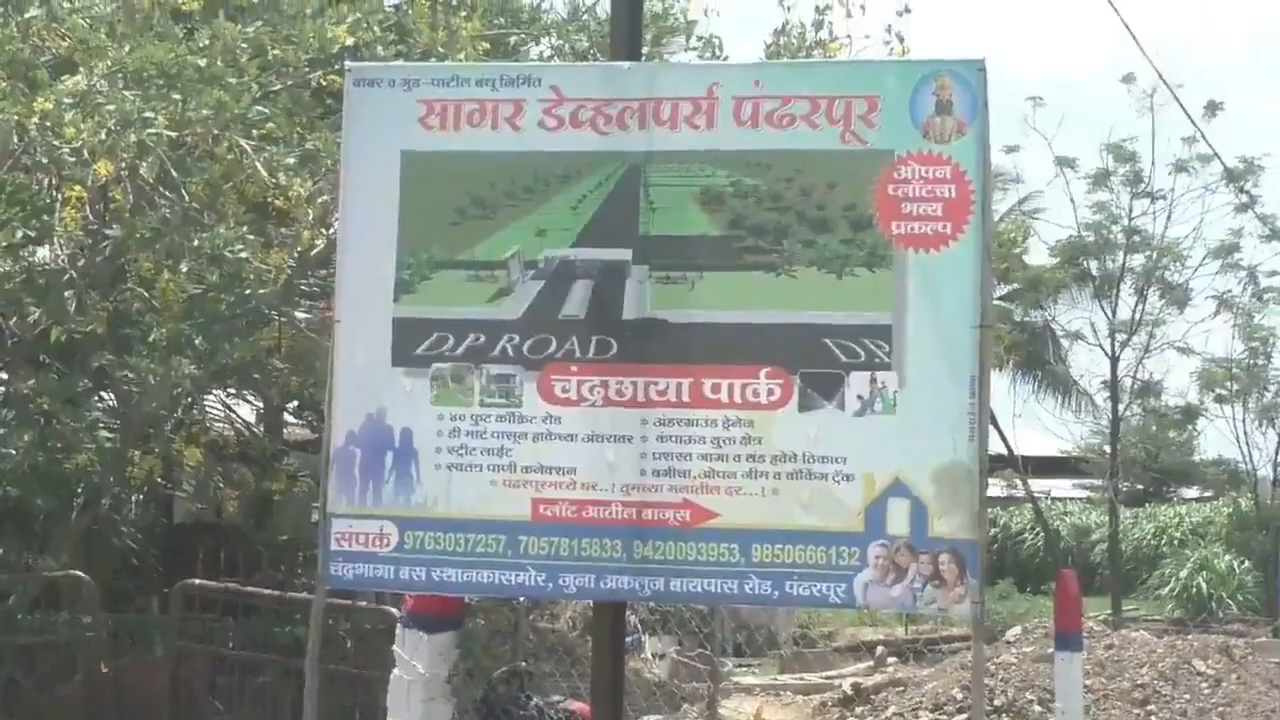 बाबर व गुंड-पाटील बंधू निर्मित
सागर डेव्हलपर्स पंढरपूर
ओपन
प्लॉटचा
भव्य
प्रकल्प
D.P ROAD
D.P
चंद्रछाया पार्क
४० फुट काँक्रिट रोड
डी मार्ट पासून हाकेच्या अंतरावर
स्ट्रीट लाईट
स्वतंत्र पाणी कनेक्शन
अंडरग्राउंड ड्रेनेज
कंपाऊंड युक्त क्षेत्र
प्रशस्त जागा व थंड हवेचे ठिकाण
बगीचा, ओपन जीम व वॉकिंग ट्रॅक
पंढरपूरमध्ये घर..! तुमच्या मनातील दर...!
प्लॉट आतील बाजूस
संपर्क 9763037257, 7057815833, 9420093953, 9850666132
चंद्रभागा बस स्थानकासमोर, जुना अकलुज बायपास रोड, पंढरपूर